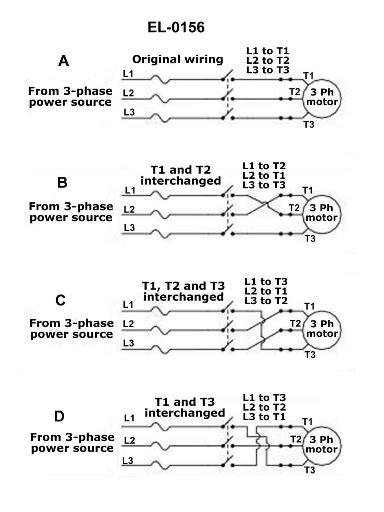 EL-0156
A
Original wiring
L1 to T1
L2 to T2
L3 to T3
From 3-phase
power source
L1
L2
L3
T1
T2
T3
3 Ph
motor
B
T1 and T2
interchanged
L1 to T2
L2 to T1
L3 to T3
From 3-phase
power source
L1
L2
L3
T1
T2
T3
3 Ph
motor
C
T1, T2 and T3
interchanged
L1 to T3
L2 to T1
L3 to T2
From 3-phase
power source
L1
L2
L3
T1
T2
T3
3 Ph
motor
D
T1 and T3
interchanged
L1 to T3
L2 to T2
L3 to T1
From 3-phase
power source
L1
L2
L3
T1
T2
T3
3 Ph
motor